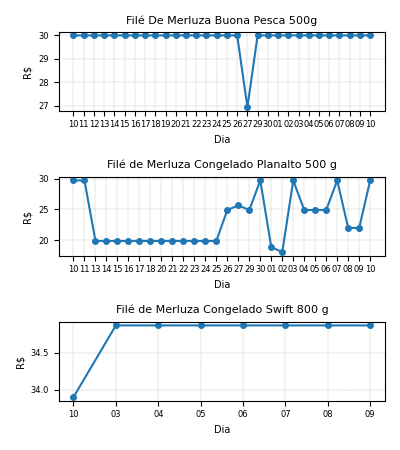 Filé De Merluza Buona Pesca 500g
30
29
28
27
R$
10 11 12 13 14 15 16 17 18 19 20 21 22 23 24 25 26 27 29 30 01 02 03 04 05 06 07 08 09 10
Dia
Filé de Merluza Congelado Planalto 500 g
30
25
20
R$
10 11 13 14 15 16 17 18 20 21 22 23 24 25 26 27 29 30 01 02 03 04 05 06 07 08 09 10
Dia
Filé de Merluza Congelado Swift 800 g
34.5
34.0
R$
10 03 04 05 06 07 08 09
Dia